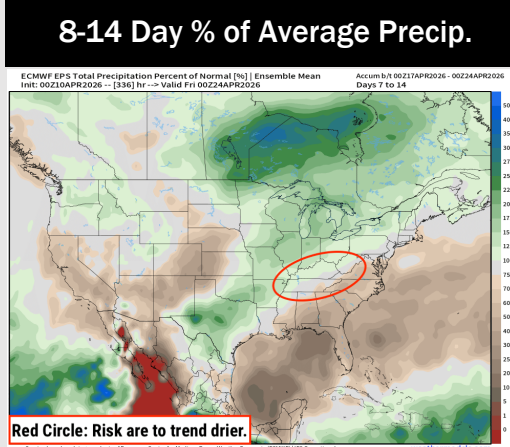 8-14 Day % of Average Precip.
ECMWF EPS Total Precipitation Percent of Normal [%] | Ensemble Mean
Init: 00Z10APR2026 -- [336] hr --> Valid Fri 00Z24APR2026
Accum b/t 00Z17APR2026 - 00Z24APR2026
Days 7 to 14
Red Circle: Risk are to trend drier.